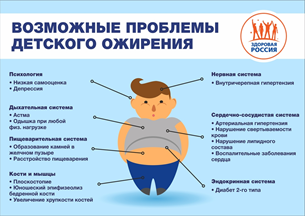 ВОЗМОЖНЫЕ ПРОБЛЕМЫ
ДЕТСКОГО ОЖИРЕНИЯ
ЗДОРОВАЯ
РОССИЯ
Психология
• Низкая самооценка
• Депрессия
Дыхательная система
• Астма
• Одышка при любой
физ. нагрузке
Пищеварительная система
• Образование камней в
желчном пузыре
• Расстройство пищеварения
Кости и мышцы
• Плоскостопие
• Юношеский эпифизеолиз
бедренной кости
• Увеличение хрупкости костей
Нервная система
• Внутричерепная гипертензия
Сердечно-сосудистая система
• Артериальная гипертензия
• Нарушение свертываемости
крови
• Нарушение липидного
состава
• Воспалительные заболевания
сердца
Эндокринная система
• Диабет 2-го типа